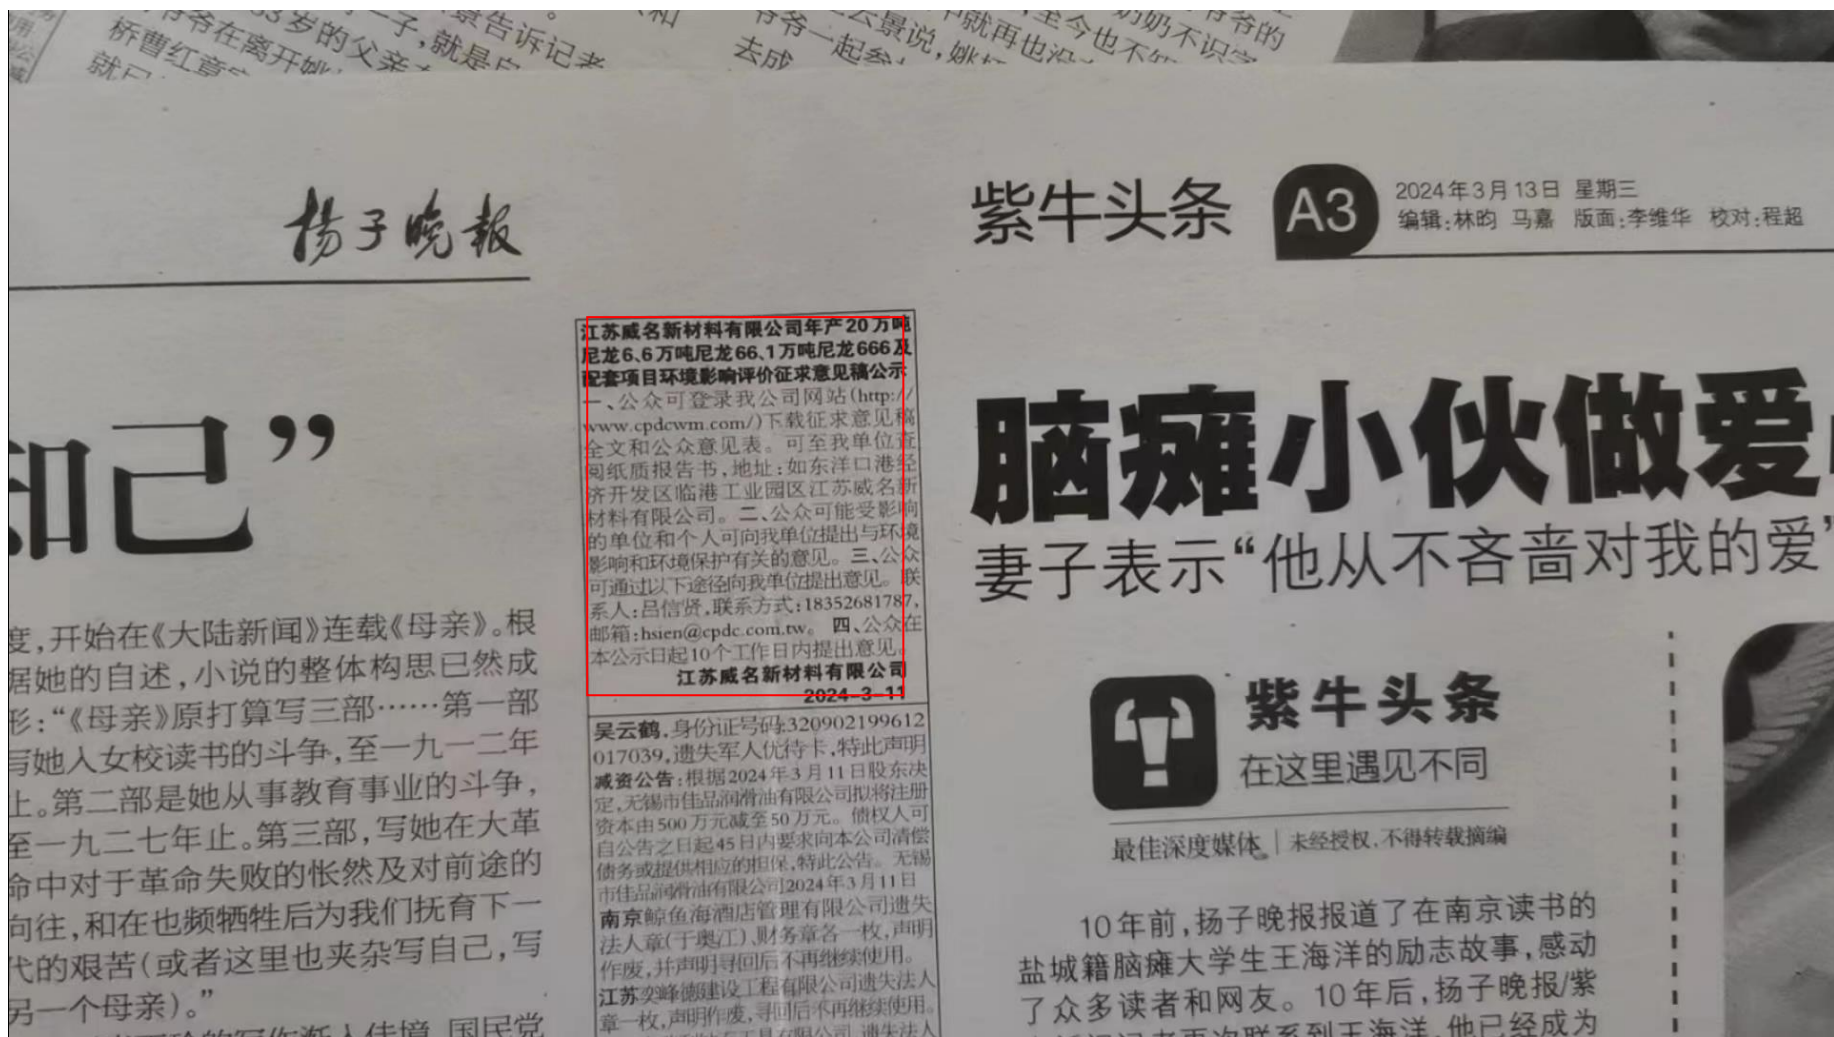 扬子晚报
紫牛头条
A3
2024年3月13日 星期三
编辑:林昀 马嘉 版面:李维华 校对:程超
己”
度,开始在《大陆新闻》连载《母亲》。根
据她的自述,小说的整体构思已然成
形:“《母亲》原打算写三部……第一部
写她入女校读书的斗争,至一九一二年
止。第二部是她从事教育事业的斗争,
至一九二七年止。第三部,写她在大革
命中对于革命失败的怅然及对前途的
向往,和在也频牺牲后为我们抚育下一
代的艰苦(或者这里也夹杂写自己,写
另一个母亲)。”
江苏威名新材料有限公司年产20万吨
尼龙6、6万吨尼龙66、1万吨尼龙666及
配套项目环境影响评价征求意见稿公示
一、公众可登录我公司网站(http://
www.cpdcwm.com/)下载征求意见稿
全文和公众意见表。可至我单位查
阅纸质报告书,地址:如东洋口港经
济开发区临港工业园区江苏威名新
材料有限公司。二、公众可能受影响
的单位和个人可向我单位提出与环境
影响和环境保护有关的意见。三、公众
可通过以下途径向我单位提出意见。联
系人:吕信贤,联系方式:18352681787,
邮箱:hsien@cpdc.com.tw。四、公众在
本公示日起10个工作日内提出意见。
江苏威名新材料有限公司
2024-3-11
吴云鹤,身份证号码:320902199612
017039,遗失军人优待卡,特此声明
减资公告:根据2024年3月11日股东决
定,无锡市佳品润滑油有限公司拟将注册
资本由500万元减至50万元。债权人可
自公告之日起45日内要求向本公司清偿
债务或提供相应的担保,特此公告。无锡
市佳品润滑油有限公司2024年3月11日
南京鲸鱼海酒店管理有限公司遗失
法人章(于奥江)、财务章各一枚,声明
作废,并声明寻回后不再继续使用。
江苏奕峰德建设工程有限公司遗失法人
章一枚,声明作废,寻回后不再继续使用。
脑瘫小伙做爱
妻子表示“他从不吝啬对我的爱”
紫牛头条
在这里遇见不同
最佳深度媒体 | 未经授权,不得转载摘编
10年前,扬子晚报报道了在南京读书的
盐城籍脑瘫大学生王海洋的励志故事,感动
了众多读者和网友。10年后,扬子晚报/紫